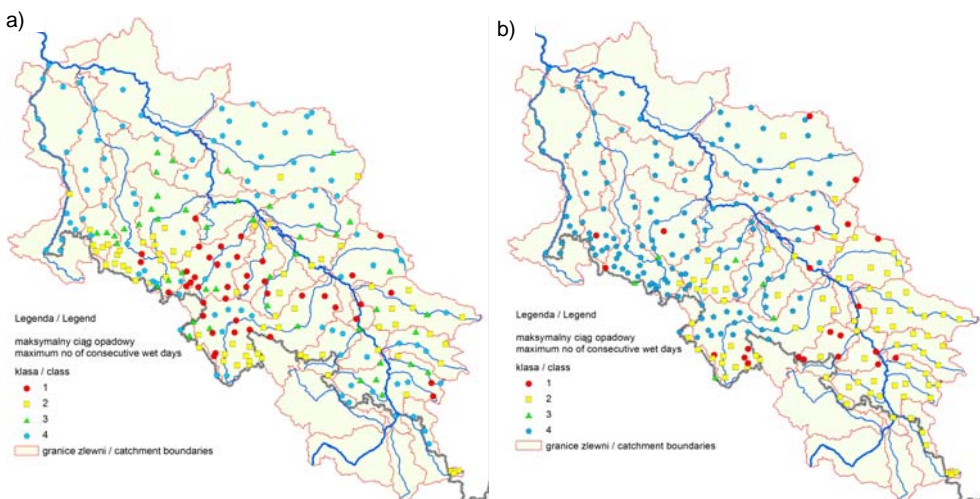 a)
Legenda / Legend
maksymalny ciąg opadowy
maximum no of consecutive wet days
klasa / class
1
2
3
4
granice zlewni / catchment boundaries
b)
Legenda / Legend
maksymalny ciąg opadowy
maximum no of consecutive wet days
klasa / class
1
2
3
4
granice zlewni / catchment boundaries